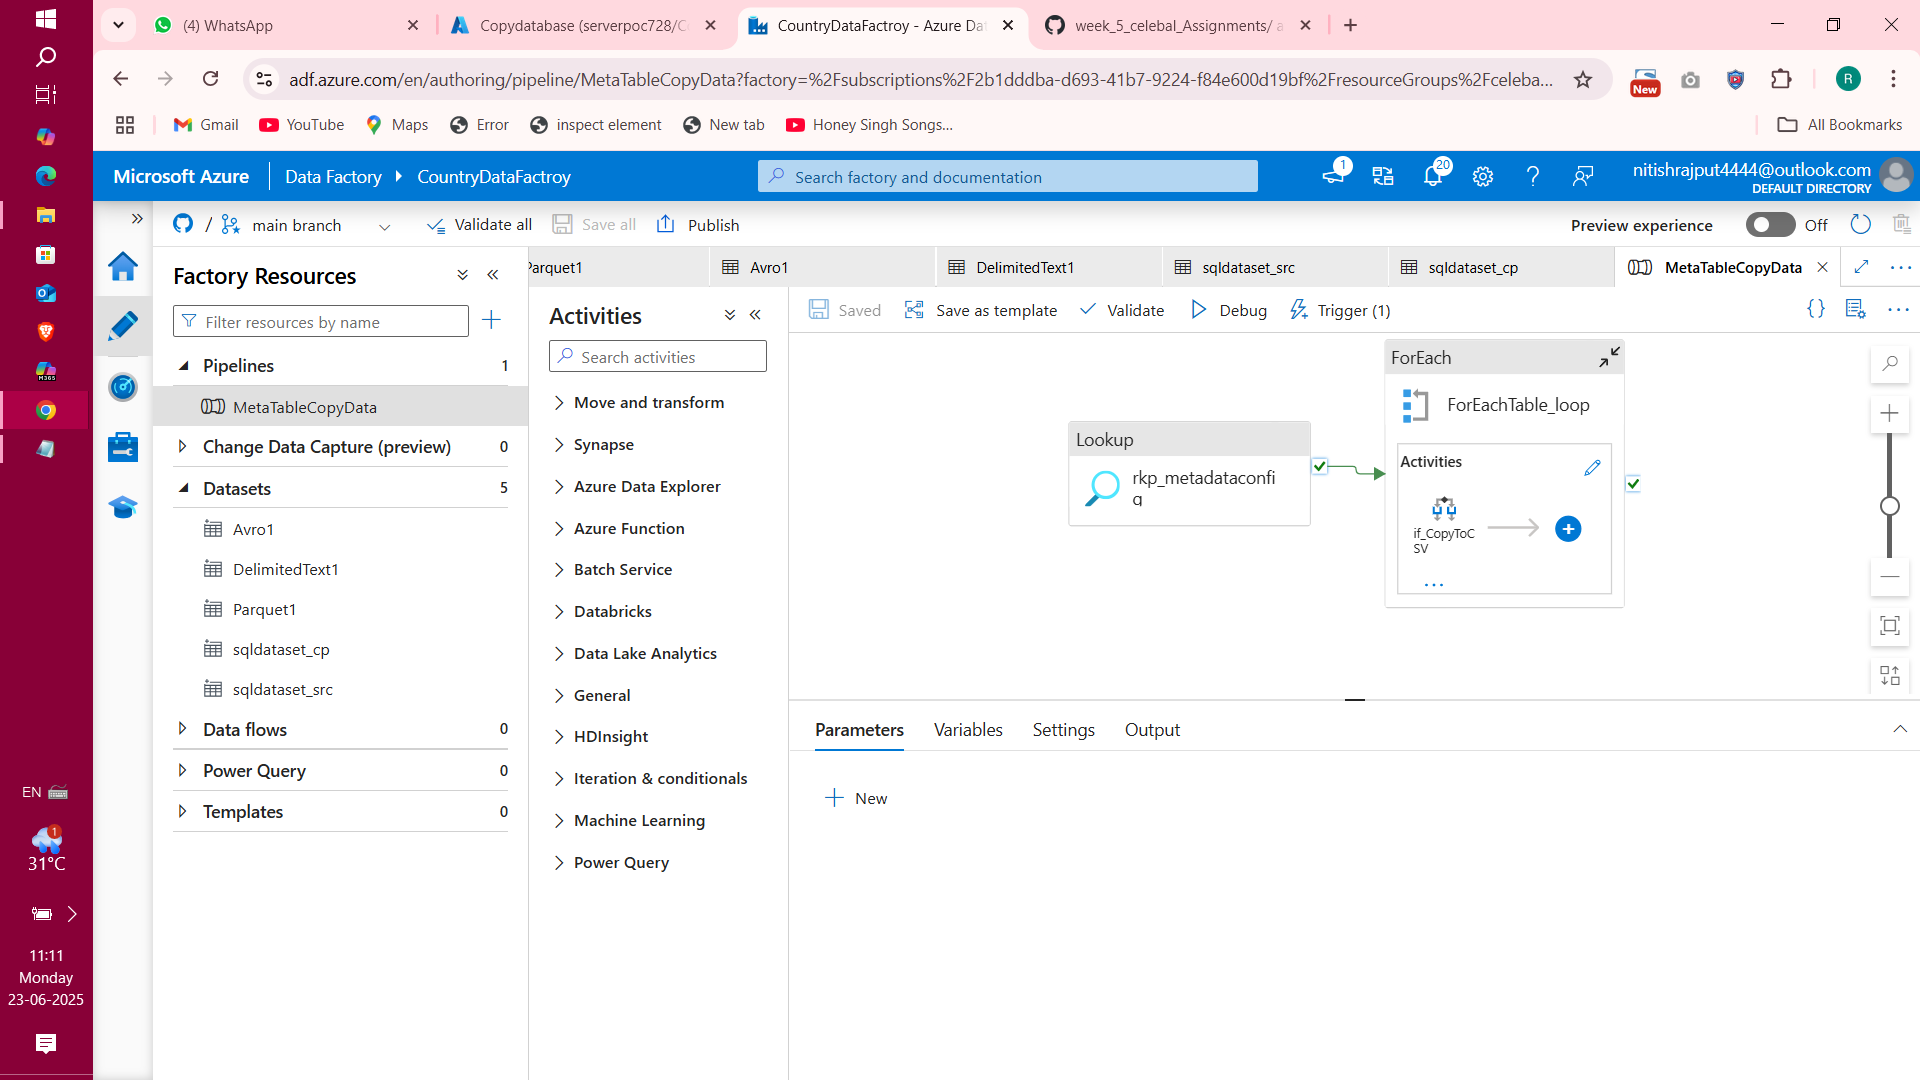 (4) WhatsApp
Copydatabase (serverpoc728/C
CountryDataFactroy - Azure Da
week_5_celebal_Assignments/ a
adf.azure.com/en/authoring/pipeline/MetaTableCopyData?factory=%2Fsubscriptions%2F2b1dddba-d693-41b7-9224-f84e600d19bf%2FresourceGroups%2Fceleba...
New
R
Gmail
YouTube
Maps
Error
inspect element
New tab
Honey Singh Songs...
All Bookmarks
Microsoft Azure
Data Factory
CountryDataFactroy
Search factory and documentation
1
20
nitishrajput4444@outlook.com
DEFAULT DIRECTORY
/
main branch
Validate all
Save all
Publish
Preview experience
Off
Factory Resources
Filter resources by name
Pipelines 1
MetaTableCopyData
Change Data Capture (preview) 0
Datasets 5
Avro1
DelimitedText1
Parquet1
sqldataset_cp
sqldataset_src
Data flows 0
Power Query 0
Templates 0
Parquet1
Avro1
DelimitedText1
sqldataset_src
sqldataset_cp
MetaTableCopyData
Activities
Search activities
Move and transform
Synapse
Azure Data Explorer
Azure Function
Batch Service
Databricks
Data Lake Analytics
General
HDInsight
Iteration & conditionals
Machine Learning
Power Query
Saved
Save as template
Validate
Debug
Trigger (1)
{}
Lookup
rkp_metadataconfi
g
ForEach
ForEachTable_loop
Activities
if_CopyToC
SV
...
Parameters
Variables
Settings
Output
New
M365
EN
1
31°C
11:11
Monday
23-06-2025